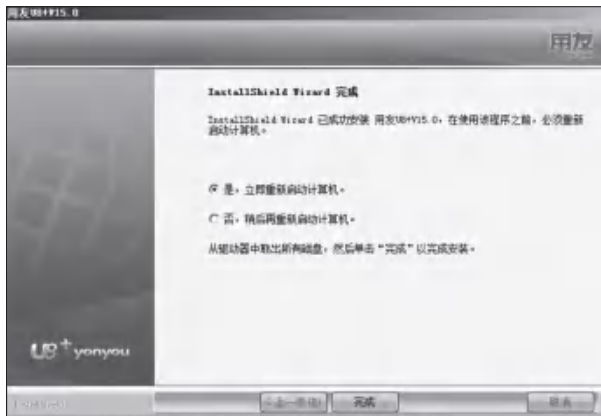 用友U8+V15.0
用友
InstallShield Wizard 完成
InstallShield Wizard 已成功安装 用友U8+V15.0。在使用该程序之前，必须重新
启动计算机。
是，立即重新启动计算机。
否，稍后再重新启动计算机。
从驱动器中取出所有磁盘，然后单击“完成”以完成安装。
U8+ yonyou
InstallShield
<上一步(B) 完成 取消